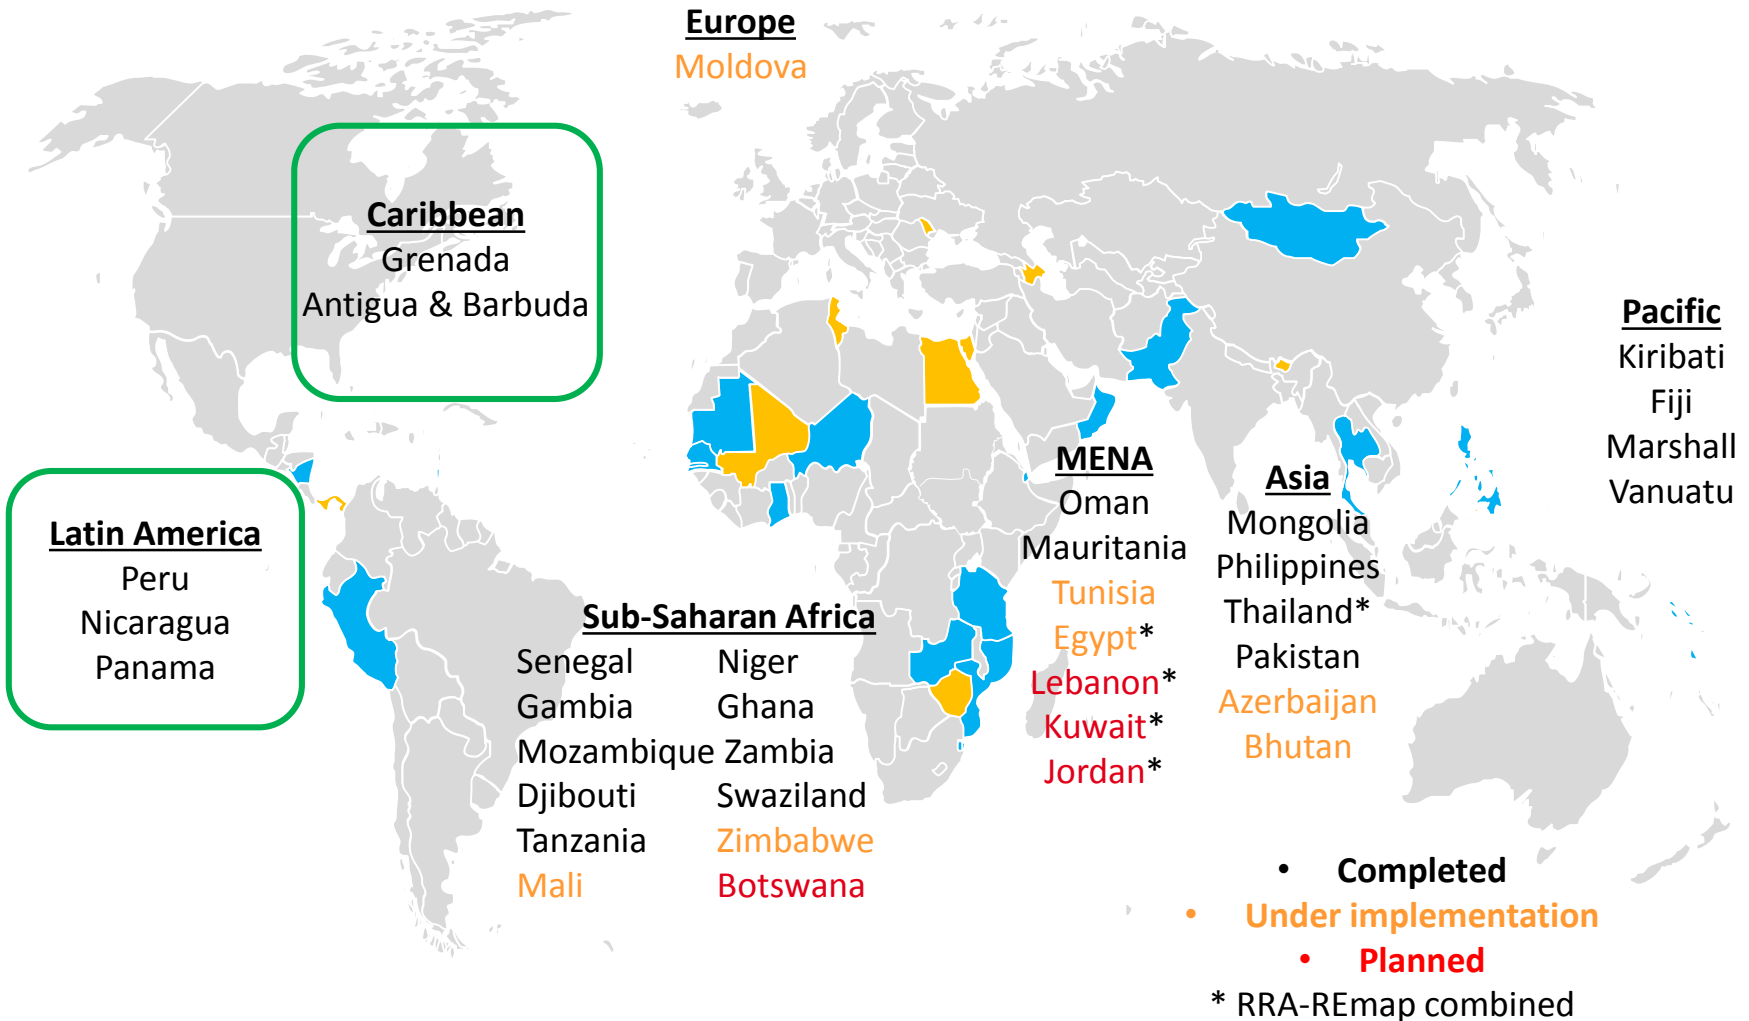 Europe
Moldova
Caribbean
Grenada
Antigua & Barbuda
Pacific
Kiribati
Fiji
Marshall
Vanuatu
Latin America
Peru
Nicaragua
Panama
Sub-Saharan Africa
Senegal Niger
Gambia Ghana
Mozambique Zambia
Djibouti Swaziland
Tanzania Zimbabwe
Mali Botswana
MENA
Oman
Mauritania
Tunisia
Egypt*
Lebanon*
Kuwait*
Jordan*
Asia
Mongolia
Philippines
Thailand*
Pakistan
Azerbaijan
Bhutan
• Completed
• Under implementation
• Planned
* RRA-REmap combined